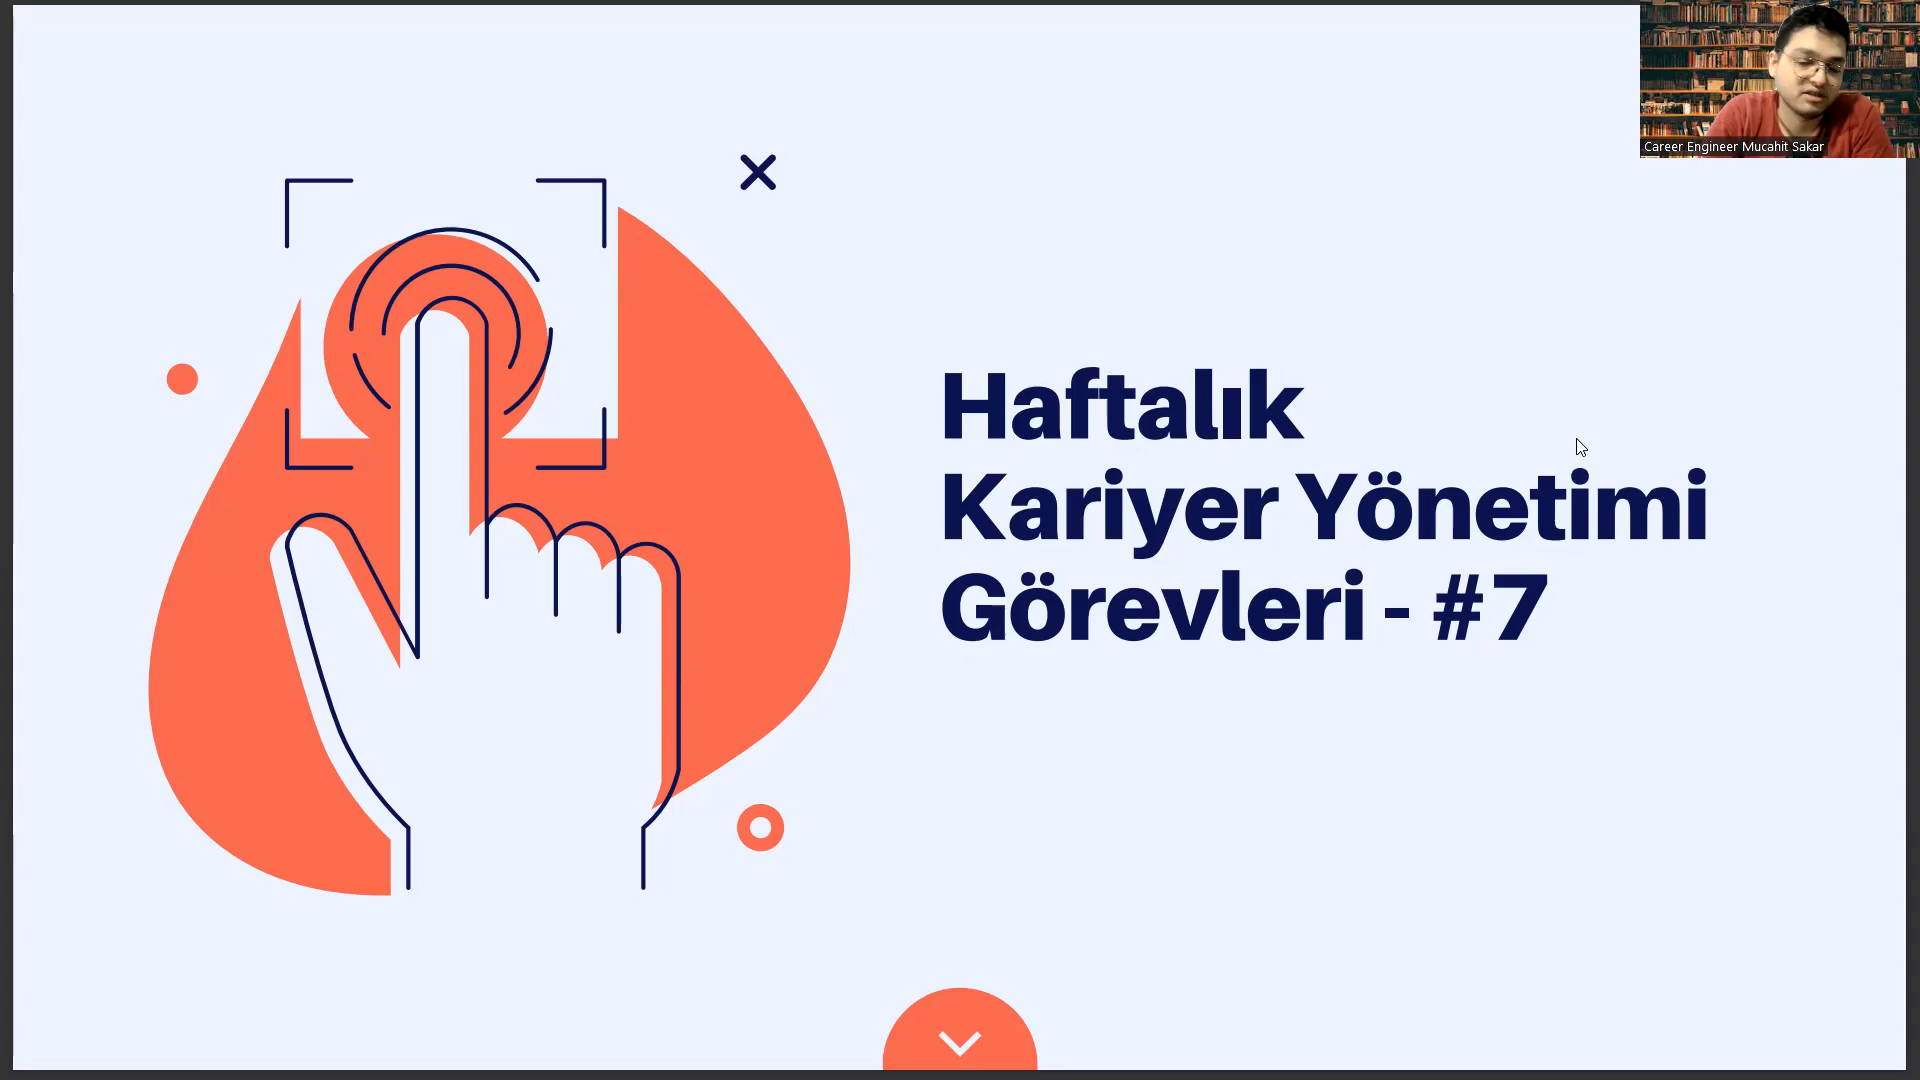 Career Engineer Mucahit Sakar
Haftalık
Kariyer Yönetimi
Görevleri - #7